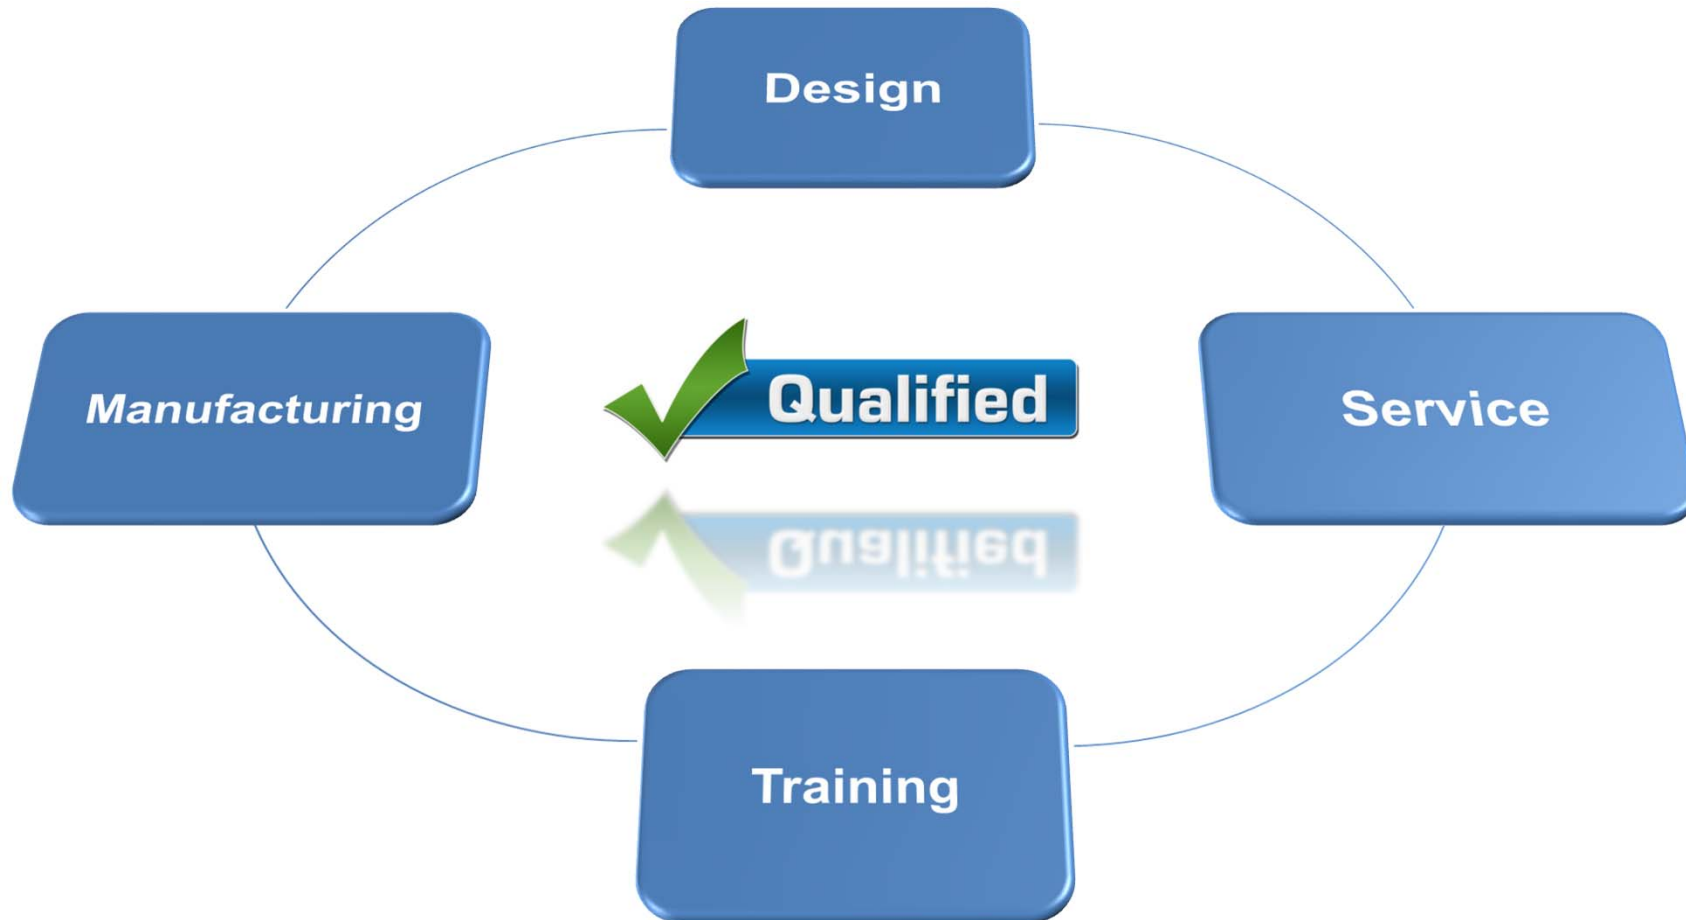 Design
Manufacturing
Qualified
Service
Training